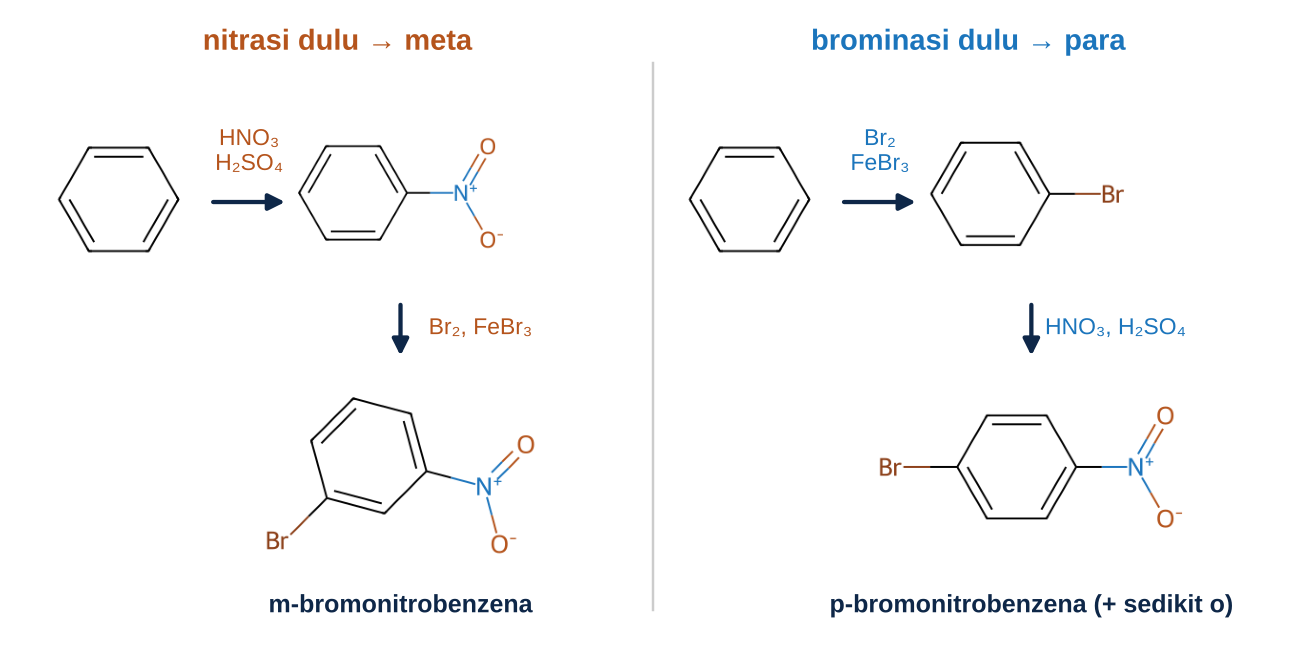 nitrasi dulu → meta
HNO₃
H₂SO₄
O
N⁺
O⁻
Br₂, FeBr₃
O
N⁺
O⁻
Br
m-bromonitrobenzena
brominasi dulu → para
Br₂
FeBr₃
Br
HNO₃, H₂SO₄
O
Br
N⁺
O⁻
p-bromonitrobenzena (+ sedikit o)